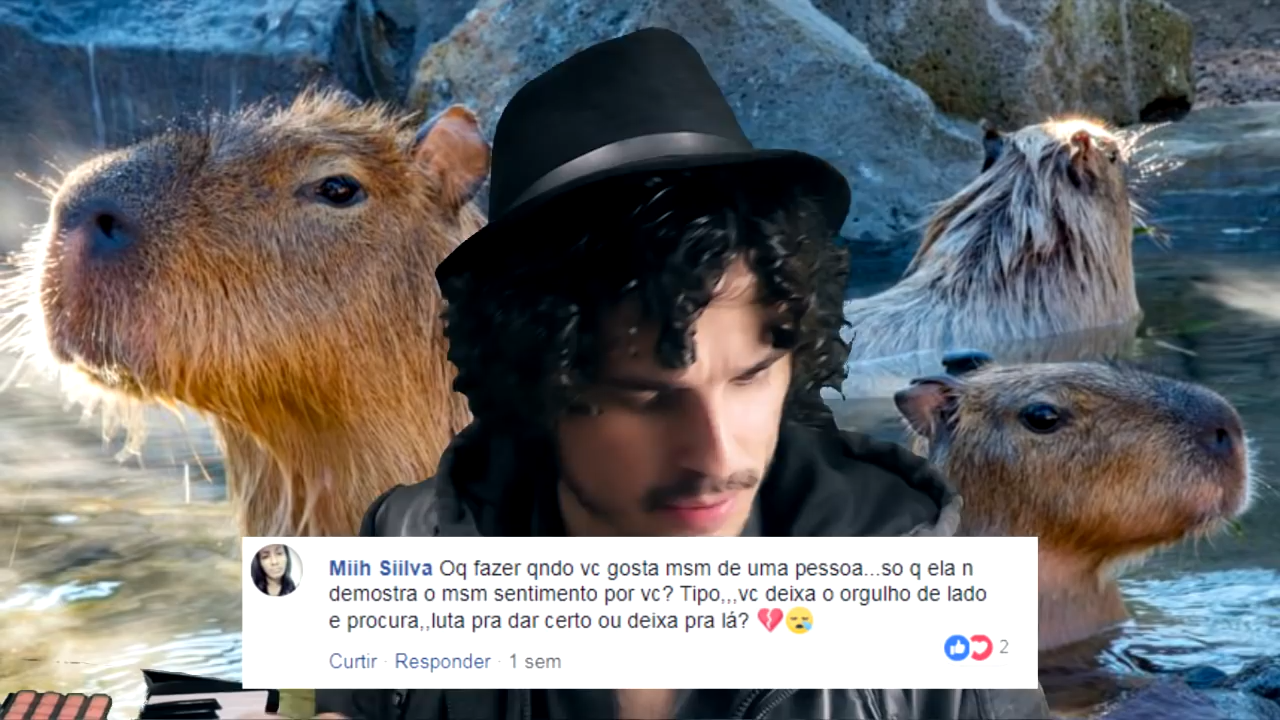 Miih Siilva Oq fazer qndo vc gosta msm de uma pessoa...so q ela n
demostra o msm sentimento por vc? Tipo,,,vc deixa o orgulho de lado
e procura,,luta pra dar certo ou deixa pra lá? 💔😪
Curtir · Responder · 1 sem
2